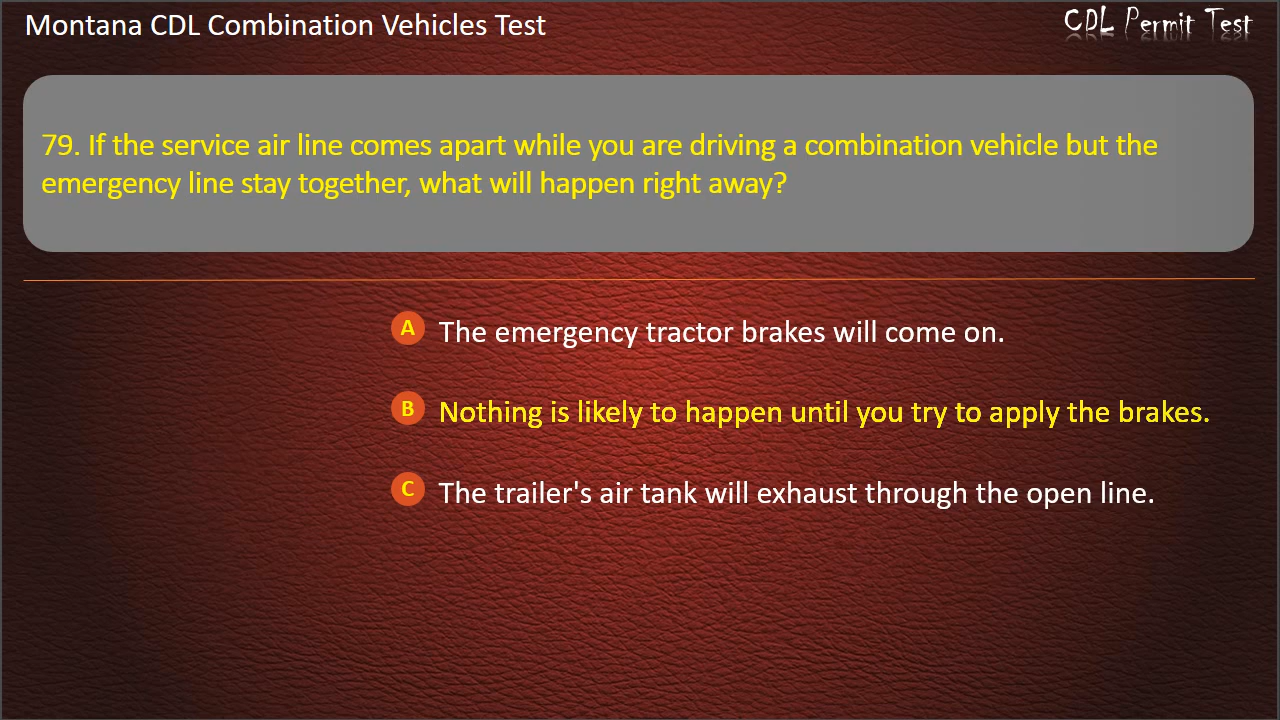 Montana CDL Combination Vehicles Test
CDL Permit Test
79. If the service air line comes apart while you are driving a combination vehicle but the
emergency line stay together, what will happen right away?
A The emergency tractor brakes will come on.
B Nothing is likely to happen until you try to apply the brakes.
C The trailer's air tank will exhaust through the open line.